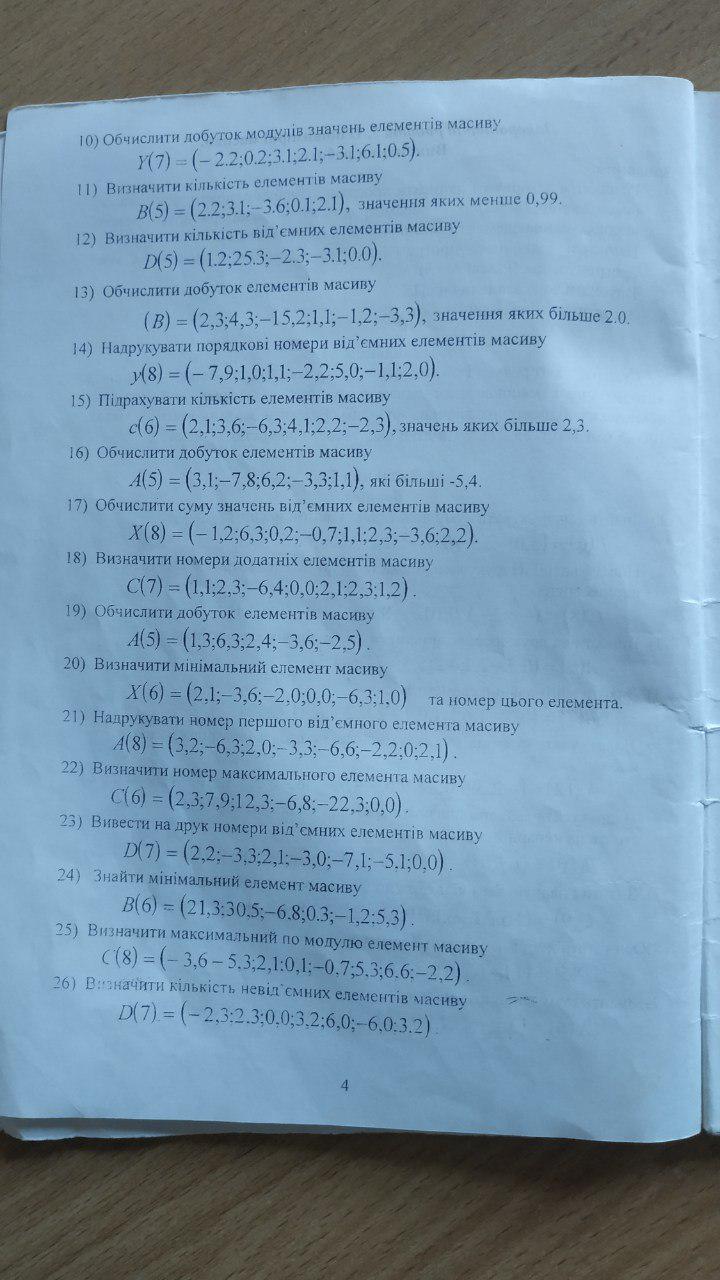 10) Обчислити добуток модулів значень елементів масиву
Y(7) = (− 2.2;0.2;3.1;2.1;−3.1;6.1;0.5).
11) Визначити кількість елементів масиву
B(5) = (2.2;3.1;−3.6;0.1;2.1), значення яких менше 0,99.
12) Визначити кількість від’ємних елементів масиву
D(5) = (1.2;25.3;−2.3;−3.1;0.0).
13) Обчислити добуток елементів масиву
(B) = (2,3;4,3;−15,2;1,1;−1,2;−3,3), значення яких більше 2.0.
14) Надрукувати порядкові номери від’ємних елементів масиву
y(8) = (− 7,9;1,0;1,1;−2,2;5,0;−1,1;2,0).
15) Підрахувати кількість елементів масиву
c(6) = (2,1;3,6;−6,3;4,1;2,2;−2,3), значень яких більше 2,3.
16) Обчислити добуток елементів масиву
A(5) = (3,1;−7,8;6,2;−3,3;1,1), які більші -5,4.
17) Обчислити суму значень від’ємних елементів масиву
X(8) = (− 1,2;6,3;0,2;−0,7;1,1;2,3;−3,6;2,2).
18) Визначити номери додатніх елементів масиву
C(7) = (1,1;2,3;−6,4;0,0;2,1;2,3;1,2) .
19) Обчислити добуток елементів масиву
A(5) = (1,3;6,3;2,4;−3,6;−2,5) .
20) Визначити мінімальний елемент масиву
X(6) = (2,1;−3,6;−2,0;0,0;−6,3;1,0) та номер цього елемента.
21) Надрукувати номер першого від’ємного елемента масиву
A(8) = (3,2;−6,3;2,0;−3,3;−6,6;−2,2;0;2,1) .
22) Визначити номер максимального елемента масиву
C(6) = (2,3;7,9;12,3;−6,8;−22,3;0,0) .
23) Вивести на друк номери від’ємних елементів масиву
D(7) = (2,2;−3,3;2,1;−3,0;−7,1;−5,1;0,0) .
24) Знайти мінімальний елемент масиву
B(6) = (21,3;30,5;−6.8;0.3;−1,2;5,3) .
25) Визначити максимальний по модулю елемент масиву
C(8) = (− 3,6 − 5.3;2,1;0,1;−0,7;5,3;6.6;−2,2) .
26) Визначити кількість невід’ємних елементів масиву
D(7) = (− 2,3;2.3;0,0;3,2;6,0;−6,0;3.2) .
4